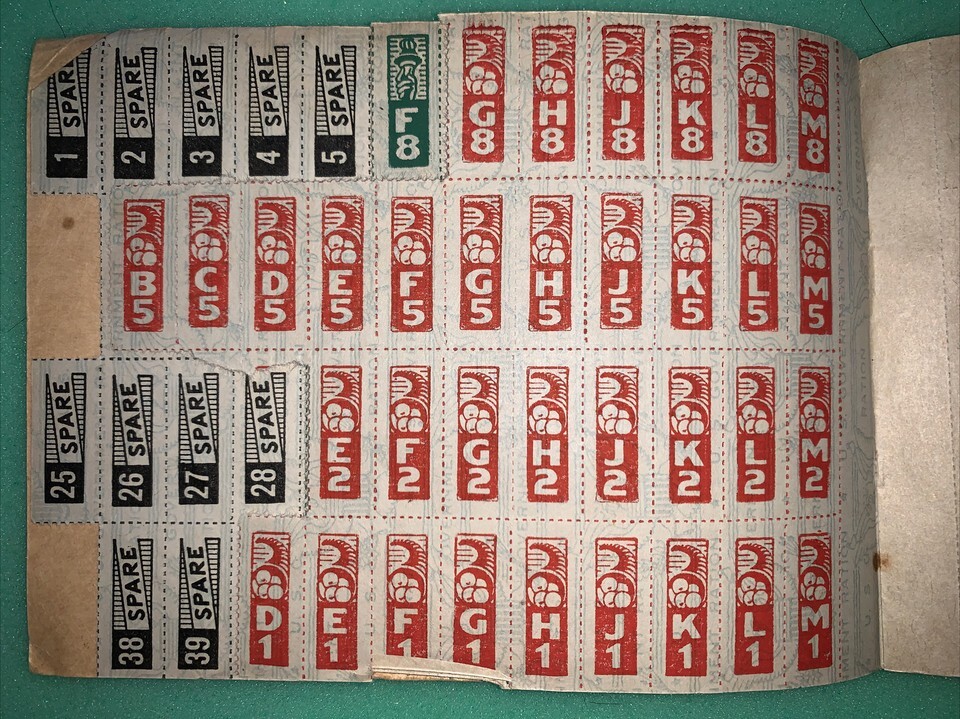 1 SPARE
2 SPARE
3 SPARE
4 SPARE
5 SPARE
F8
G8
H8
J8
K8
L8
M8
B5
C5
D5
E5
F5
G5
H5
J5
K5
L5
M5
25 SPARE
26 SPARE
27 SPARE
28 SPARE
E2
F2
G2
H2
J2
K2
L2
M2
38 SPARE
39 SPARE
D1
E1
F1
G1
H1
J1
K1
L1
M1